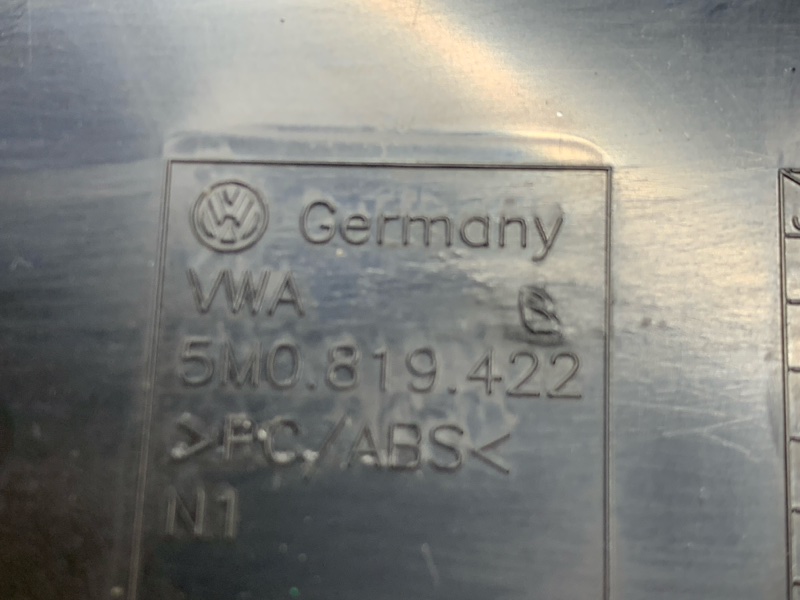 Germany
VWA
5M0.819.422
>PC/ABS<
N1